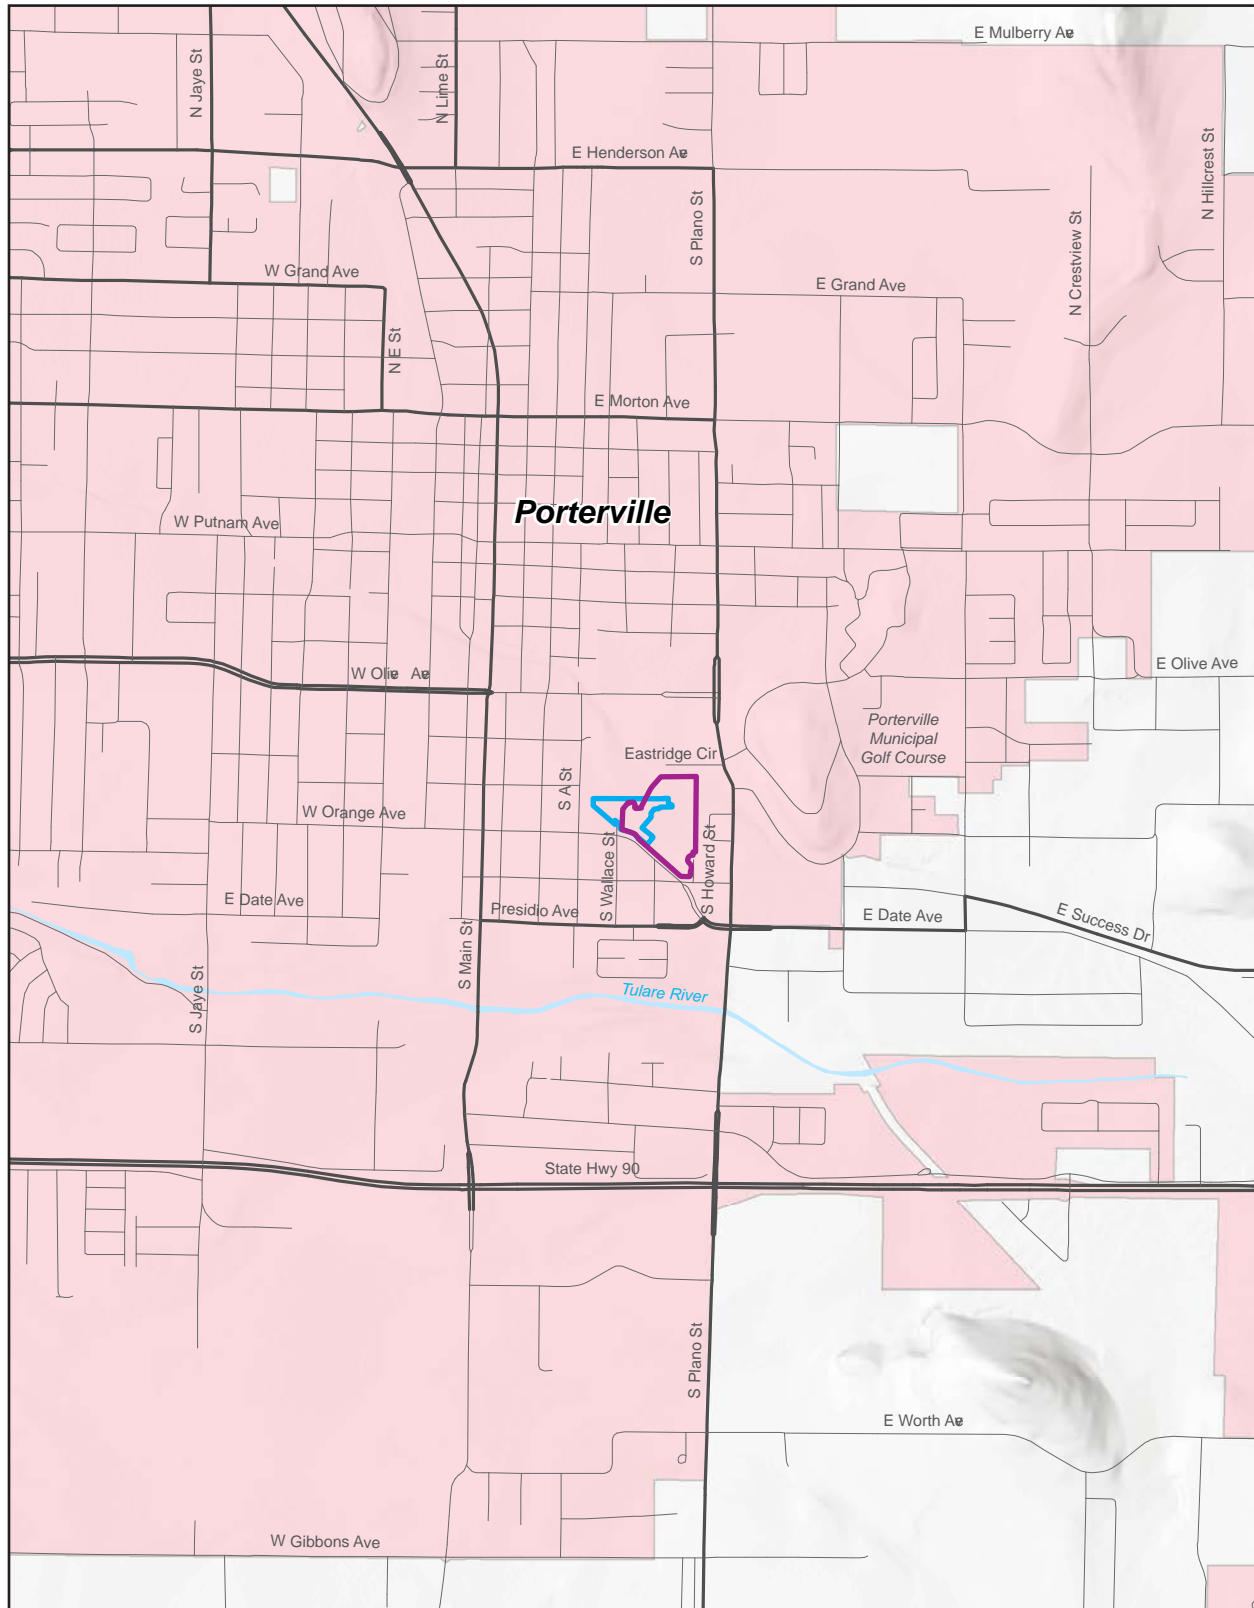 E Mulberry Ave
N Jaye St
N Lime St
E Henderson Ave
N Hillcrest St
S Plano St
N Crestview St
W Grand Ave
E Grand Ave
N E St
E Morton Ave
Porterville
W Putnam Ave
W Olive Ave
E Olive Ave
Porterville
Municipal
Golf Course
Eastridge Cir
S A St
W Orange Ave
S Wallace St
S Howard St
E Date Ave
Presidio Ave
E Date Ave
E Success Dr
S Main St
S Jaye St
Tulare River
State Hwy 90
S Plano St
E Worth Ave
W Gibbons Ave